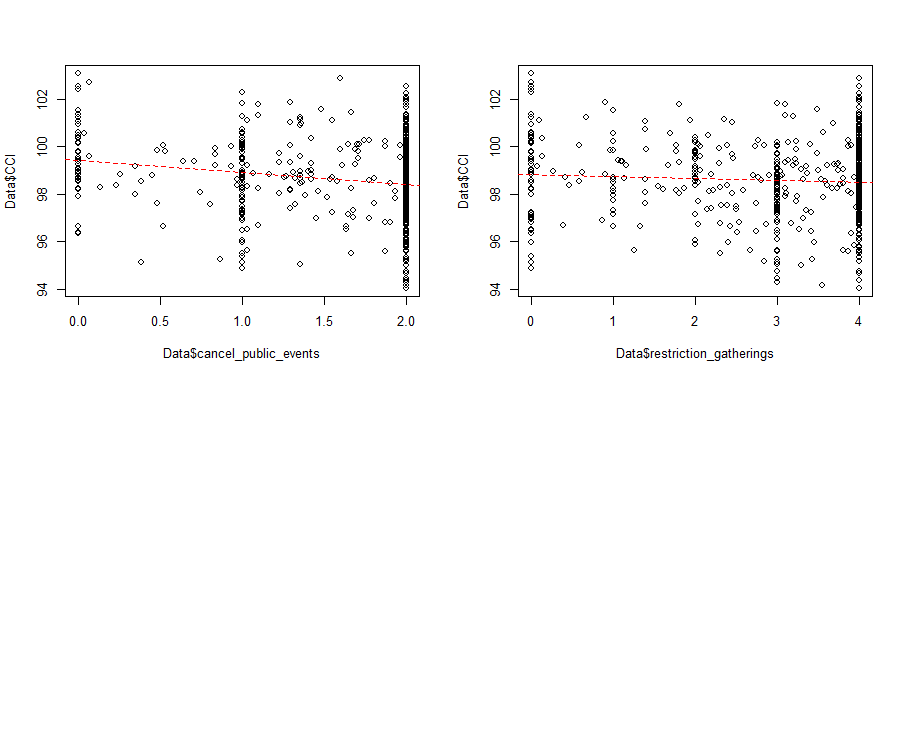 Data$CCI
102
100
98
96
94
0.0 0.5 1.0 1.5 2.0
Data$cancel_public_events
Data$CCI
102
100
98
96
94
0 1 2 3 4
Data$restriction_gatherings